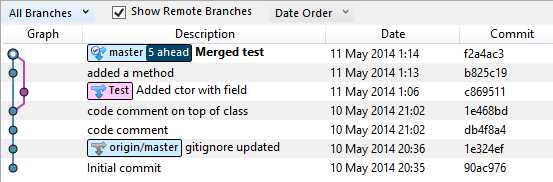 All Branches Show Remote Branches Date Order
Graph Description Date Commit
master 5 ahead Merged test 11 May 2014 1:14 f2a4ac3
added a method 11 May 2014 1:13 b825c19
Test Added ctor with field 11 May 2014 1:06 c869511
code comment on top of class 10 May 2014 21:02 1e468bd
code comment 10 May 2014 21:02 db4f8a4
origin/master gitignore updated 10 May 2014 20:36 1e324ef
Initial commit 10 May 2014 20:35 90ac976